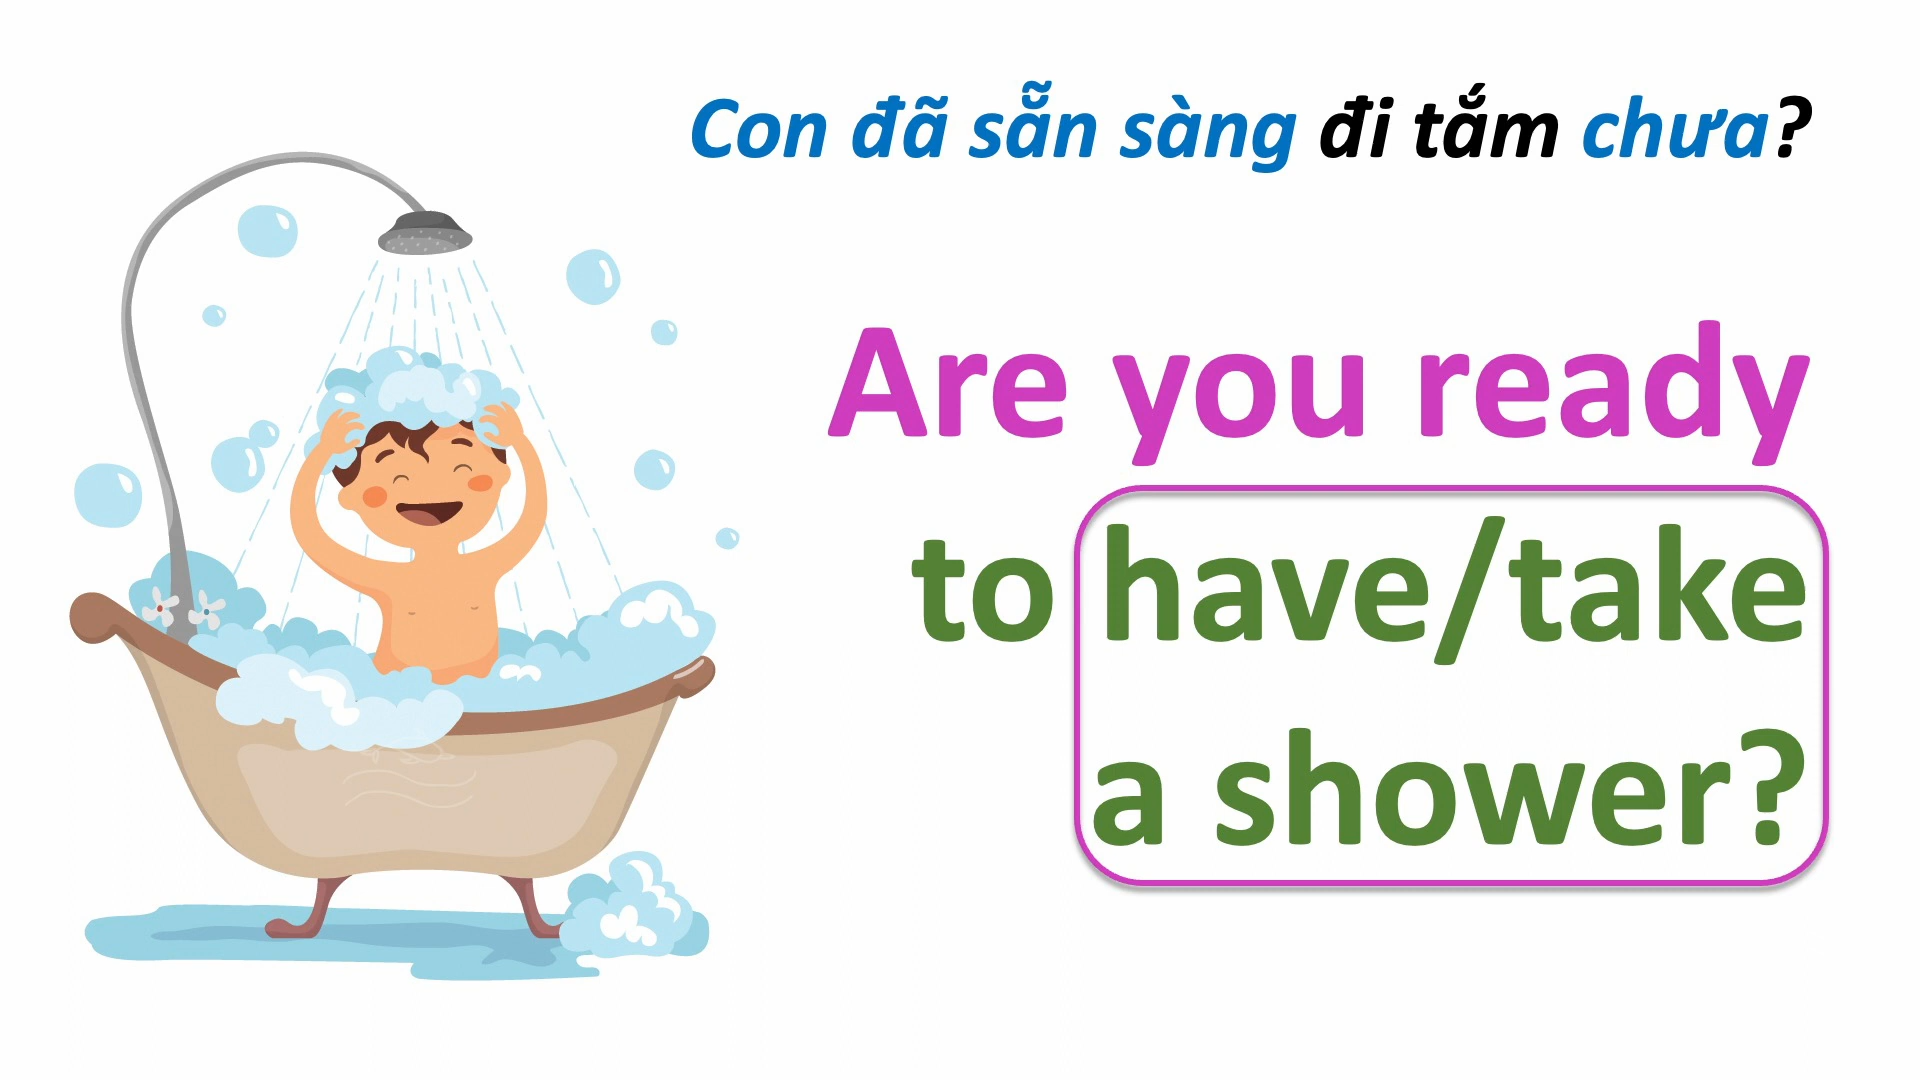 Con đã sẵn sàng đi tắm chưa?
Are you ready
to have/take
a shower?